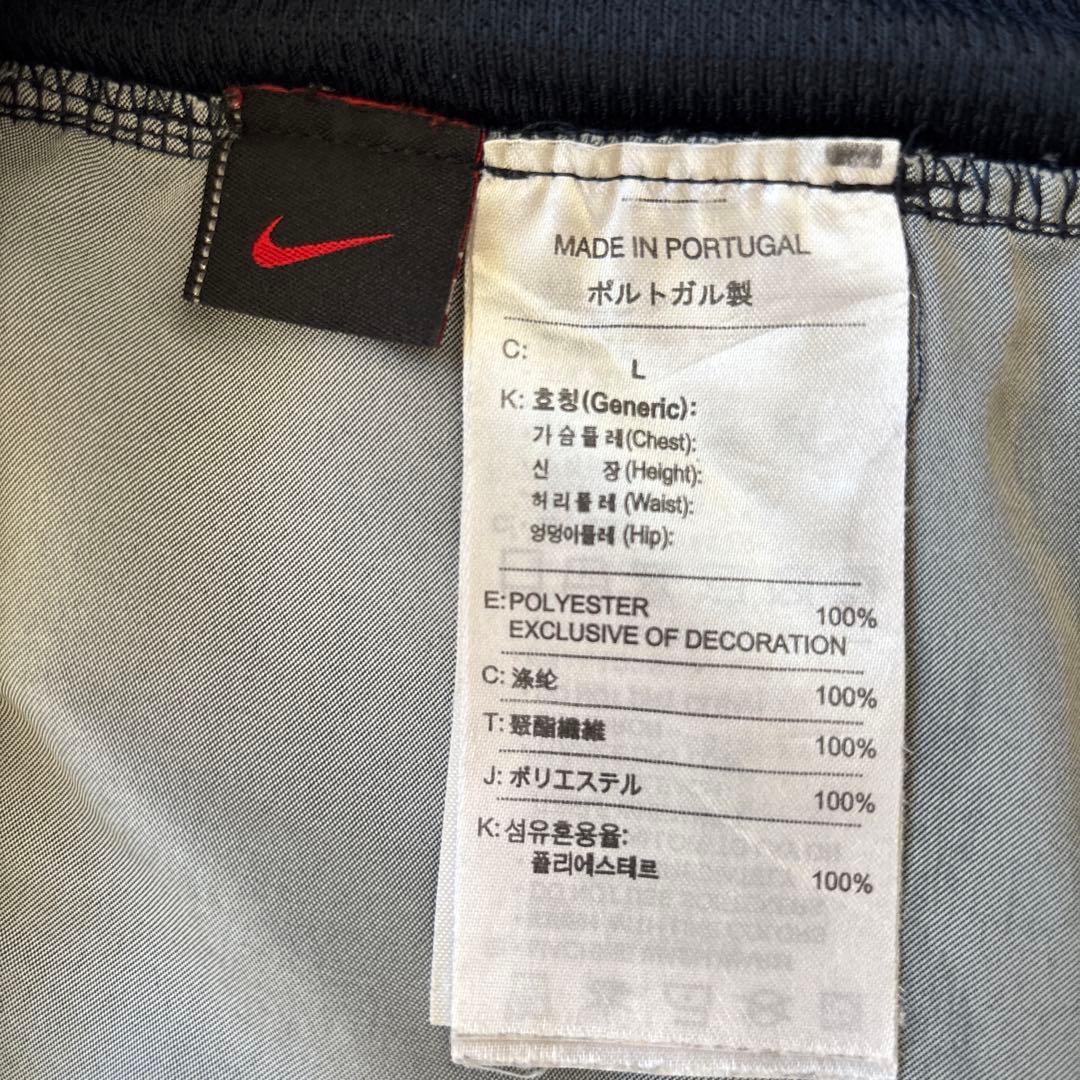 MADE IN PORTUGAL
ポルトガル製
C:
L
K: 호칭(Generic):
가슴둘레(Chest):
신 장(Height):
허리둘레(Waist):
엉덩이둘레(Hip):
E:POLYESTER 100%
EXCLUSIVE OF DECORATION
C: 涤纶 100%
T: 聚酯纖維 100%
J: ポリエステル 100%
K: 섬유혼용율:
폴리에스테르 100%